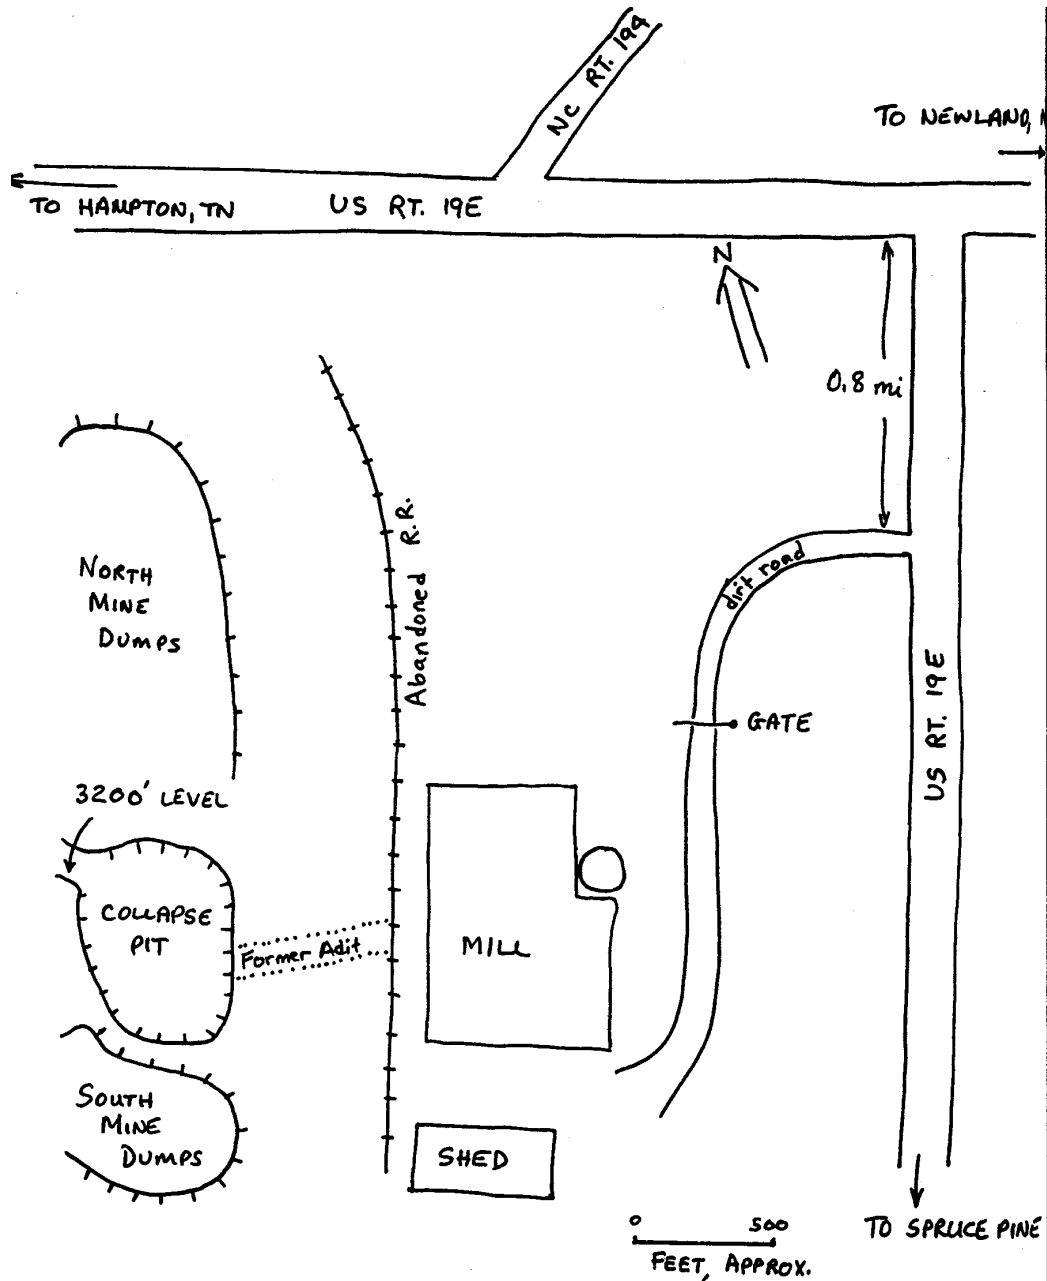 NC RT. 194
TO NEWLAND,
TO HAMPTON, TN
US RT. 19E
N
0.8 mi
Abandoned R.R.
dirt road
NORTH
MINE
DUMPS
US RT. 19E
GATE
3200' LEVEL
COLLAPSE
PIT
Former Adit
MILL
SOUTH
MINE
DUMPS
SHED
0 500
FEET, APPROX.
TO SPRUCE PINE